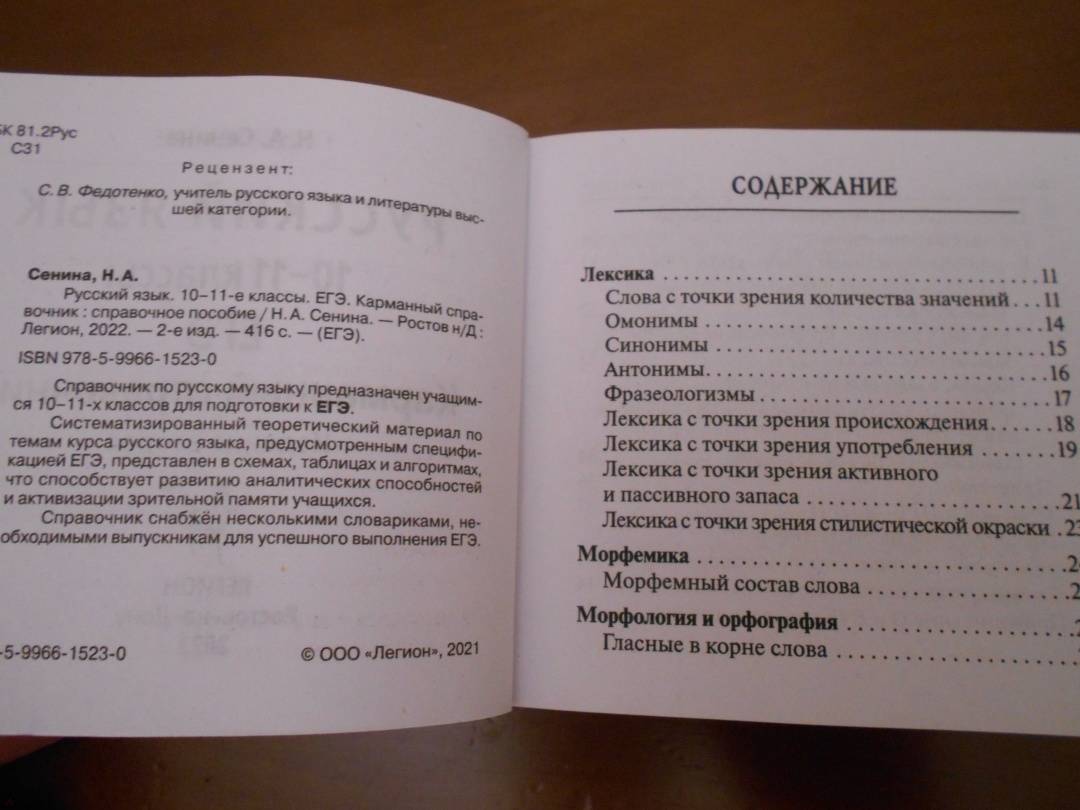 БК 81.2Рус
С31
Рецензент:
С. В. Федотенко, учитель русского языка и литературы выс-
шей категории.
Сенина, Н. А.
Русский язык. 10–11-е классы. ЕГЭ. Карманный спра-
вочник : справочное пособие / Н. А. Сенина. — Ростов н/Д :
Легион, 2022. — 2-е изд. — 416 с. — (ЕГЭ).
ISBN 978-5-9966-1523-0
Справочник по русскому языку предназначен учащим-
ся 10–11-х классов для подготовки к ЕГЭ.
Систематизированный теоретический материал по
темам курса русского языка, предусмотренным специфи-
кацией ЕГЭ, представлен в схемах, таблицах и алгоритмах,
что способствует развитию аналитических способностей
и активизации зрительной памяти учащихся.
Справочник снабжён несколькими словариками, не-
обходимыми выпускникам для успешного выполнения ЕГЭ.
-5-9966-1523-0
© ООО «Легион», 2021
СОДЕРЖАНИЕ
Лексика . . . . . . . . . . 11
Слова с точки зрения количества значений . . . 11
Омонимы . . . . . . . . . . 14
Синонимы . . . . . . . . . . 15
Антонимы . . . . . . . . . . 16
Фразеологизмы . . . . . . . . . . 17
Лексика с точки зрения происхождения . . . . . 18
Лексика с точки зрения употребления . . . . . 19
Лексика с точки зрения активного
и пассивного запаса . . . . . . . . . . 21
Лексика с точки зрения стилистической окраски . 23
Морфемика . . . . . . . . . .
Морфемный состав слова . . . . . . . . . .
Морфология и орфография . . . . . . . . . .
Гласные в корне слова . . . . . . . . . .